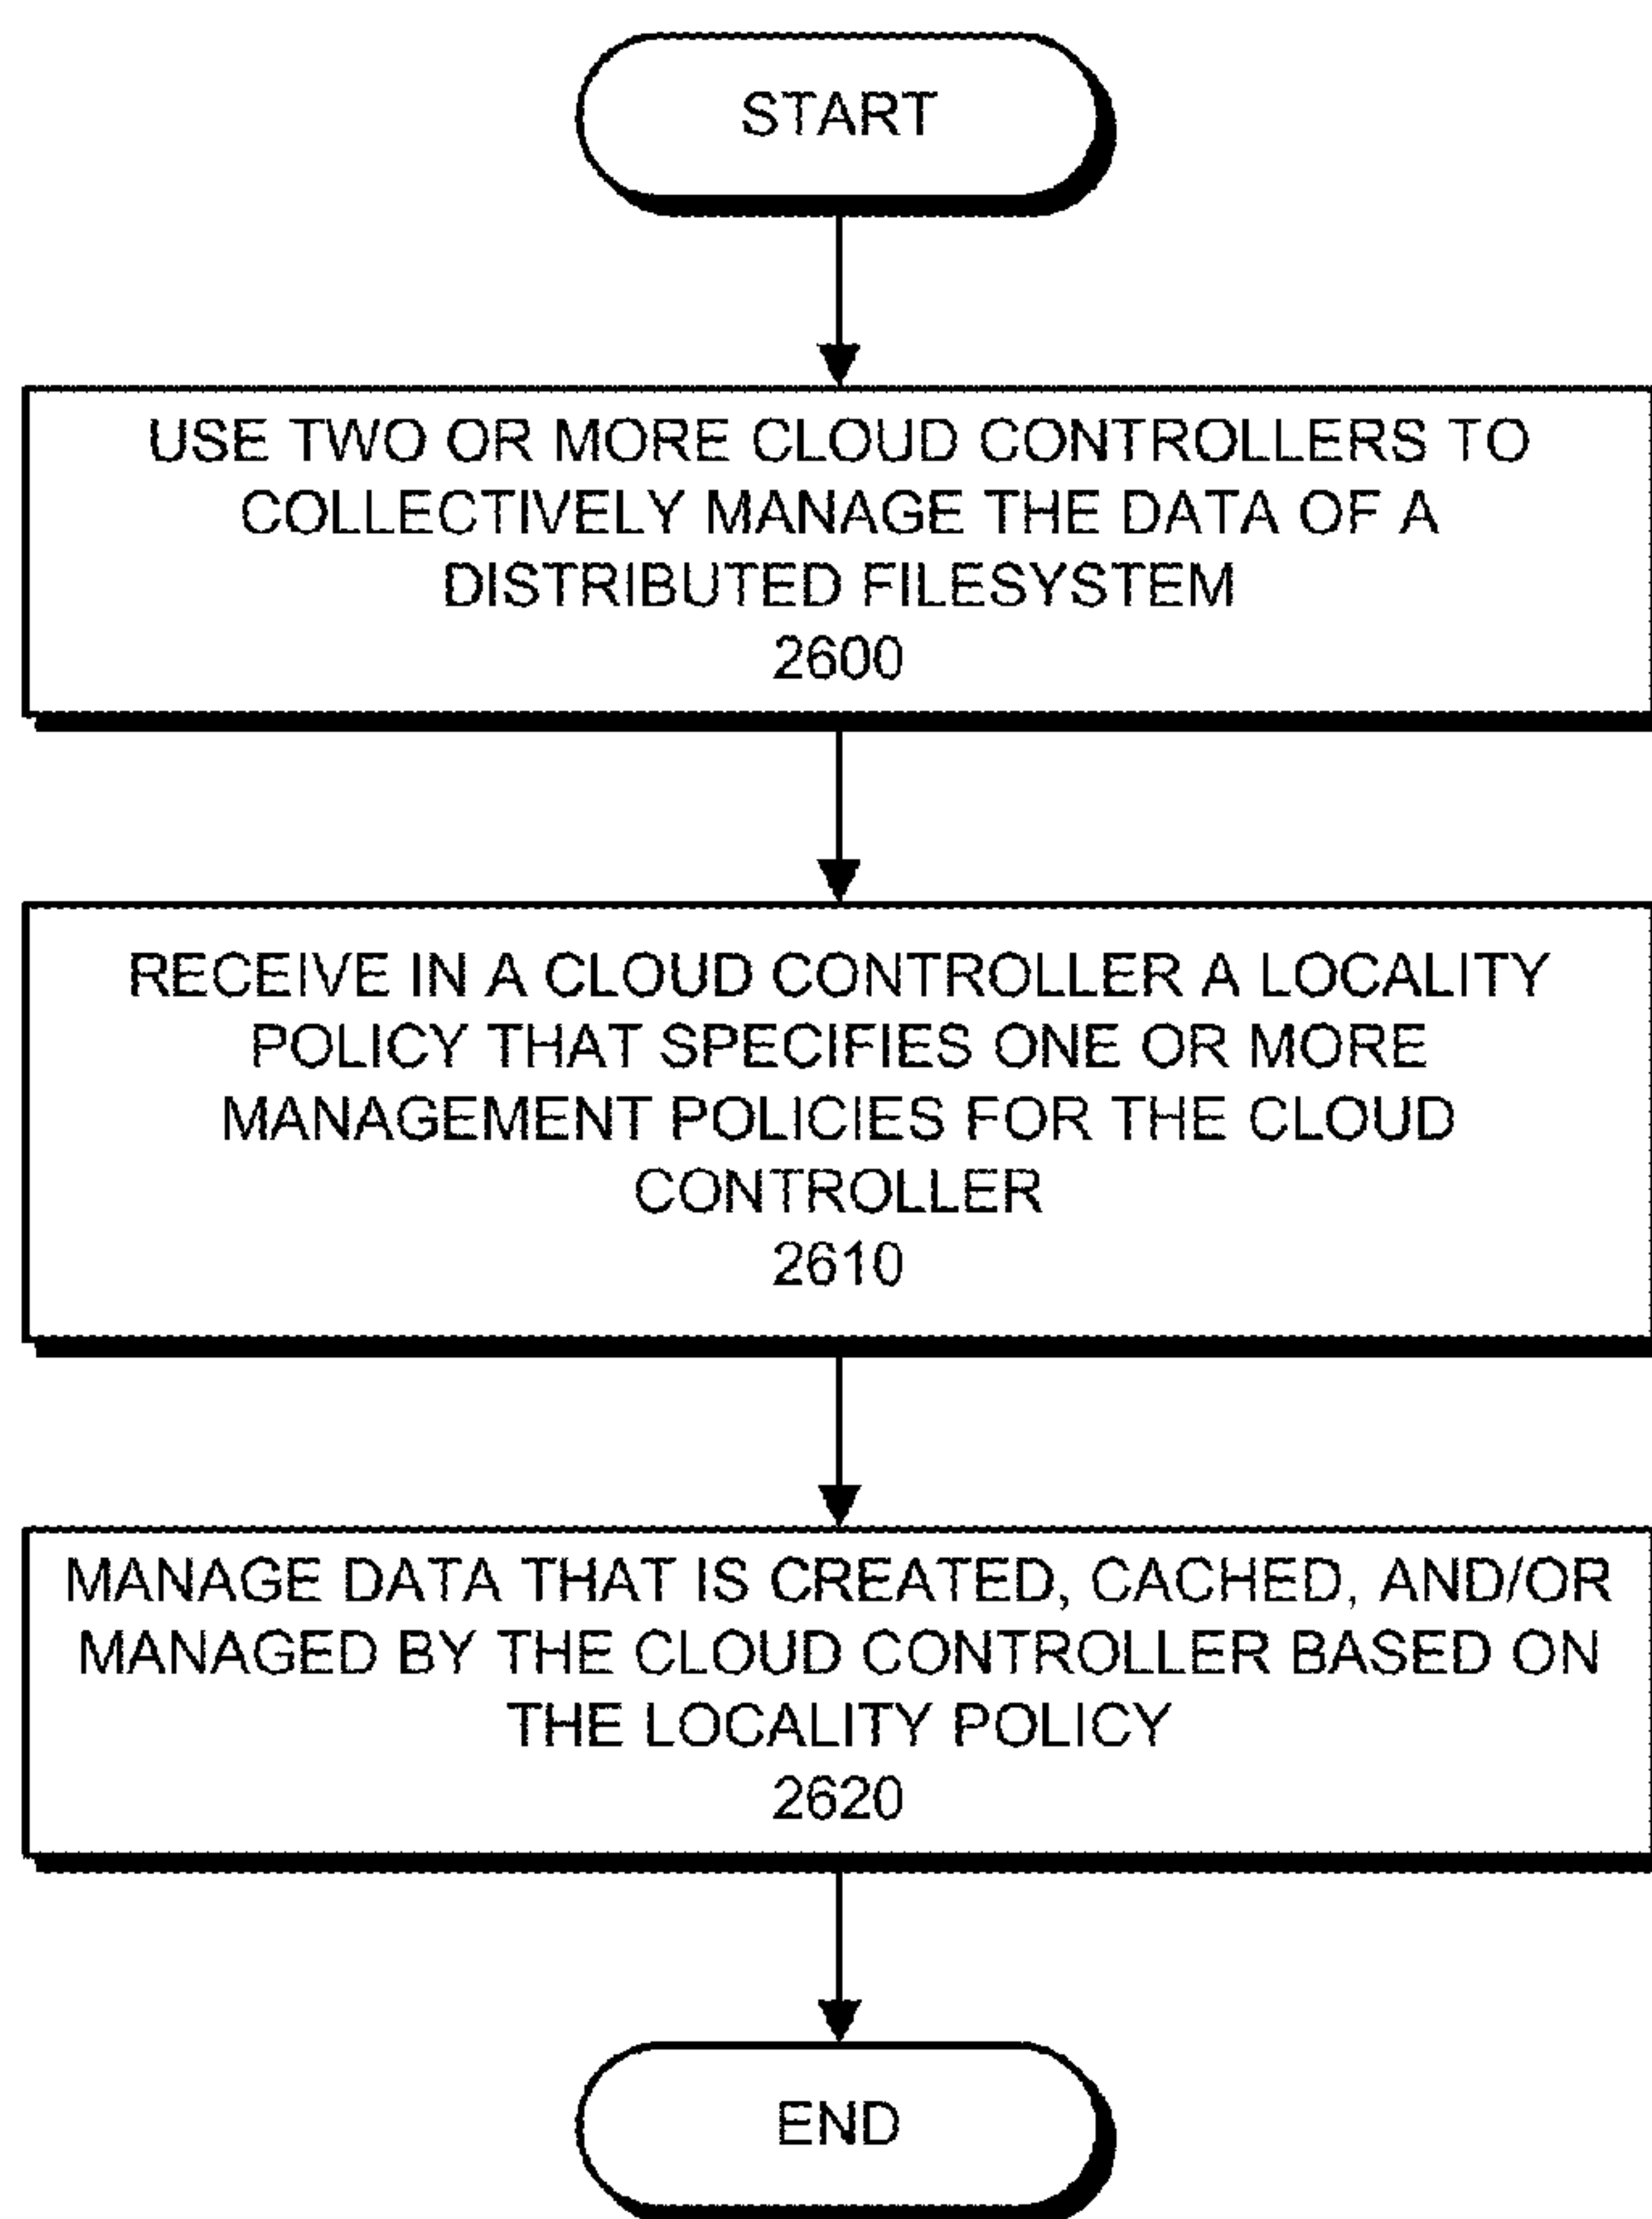 START
USE TWO OR MORE CLOUD CONTROLLERS TO
COLLECTIVELY MANAGE THE DATA OF A
DISTRIBUTED FILESYSTEM
2600
RECEIVE IN A CLOUD CONTROLLER A LOCALITY
POLICY THAT SPECIFIES ONE OR MORE
MANAGEMENT POLICIES FOR THE CLOUD
CONTROLLER
2610
MANAGE DATA THAT IS CREATED, CACHED, AND/OR
MANAGED BY THE CLOUD CONTROLLER BASED ON
THE LOCALITY POLICY
2620
END